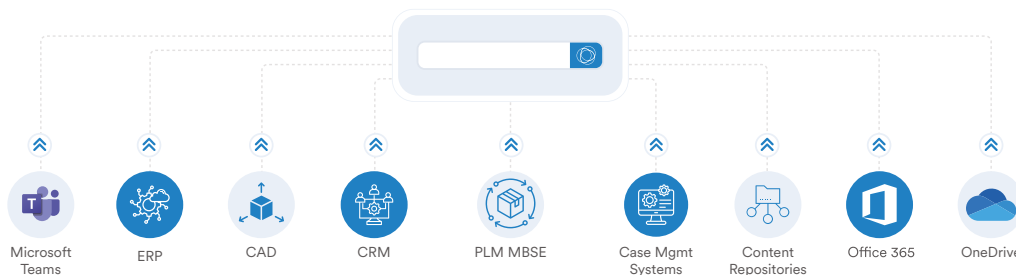 T
Microsoft
Teams
ERP
CAD
CRM
PLM MBSE
Case Mgmt
Systems
Content
Repositories
Office 365
OneDrive